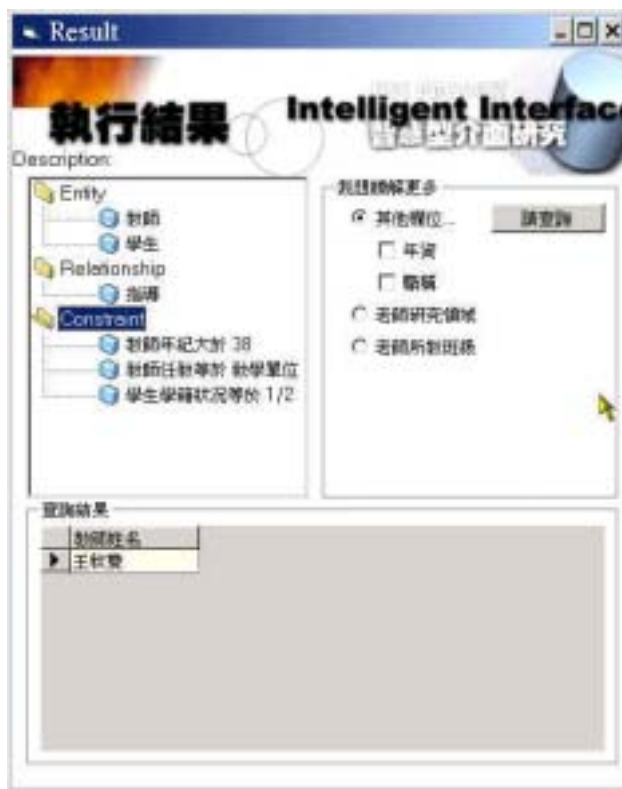 Result
執行結果 Intelligent Interface
智慧型介面研究
Description:
Entity
教師
學生
Relationship
指導
Constraint
教師年紀大於 38
教師任教等於 數學單位
學生學籍狀況等於 1/2
我想瞭解更多
其他欄位... 請查詢
年資
職稱
老師研究領域
老師所教班級
查詢結果
教師姓名